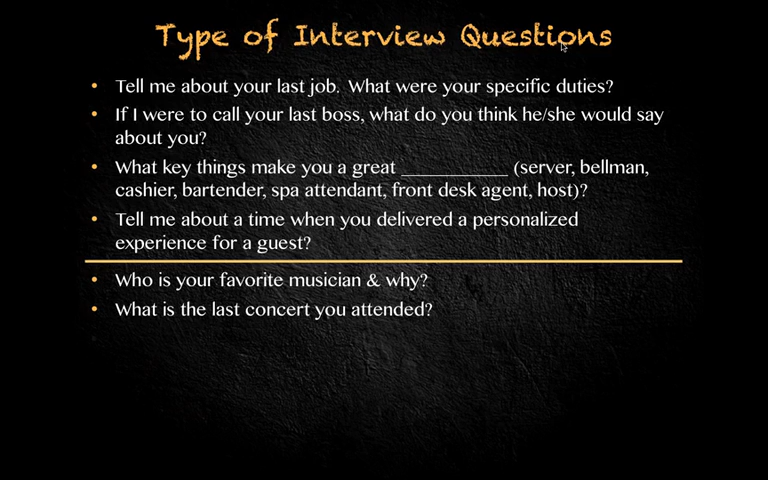 Type of Interview Questions
• Tell me about your last job. What were your specific duties?
• If I were to call your last boss, what do you think he/she would say
about you?
• What key things make you a great ___________ (server, bellman,
cashier, bartender, spa attendant, front desk agent, host)?
• Tell me about a time when you delivered a personalized
experience for a guest?
• Who is your favorite musician & why?
• What is the last concert you attended?